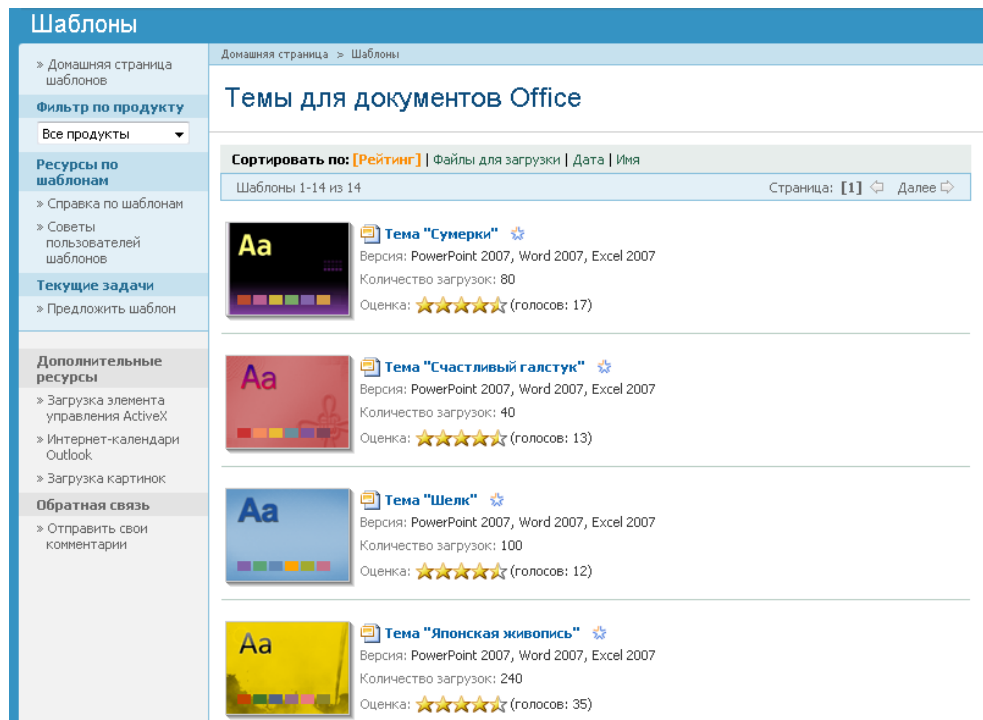 Шаблоны
» Домашняя страница
шаблонов
Фильтр по продукту
Все продукты
Ресурсы по
шаблонам
» Справка по шаблонам
» Советы
пользователей
шаблонов
Текущие задачи
» Предложить шаблон
Дополнительные
ресурсы
» Загрузка элемента
управления ActiveX
» Интернет-календари
Outlook
» Загрузка картинок
Обратная связь
» Отправить свои
комментарии
Домашняя страница > Шаблоны
Темы для документов Office
Сортировать по: [Рейтинг] | Файлы для загрузки | Дата | Имя
Шаблоны 1-14 из 14 Страница: [1] Далее
Aa
Тема "Сумерки"
Версия: PowerPoint 2007, Word 2007, Excel 2007
Количество загрузок: 80
Оценка: (голосов: 17)
Aa
Тема "Счастливый галстук"
Версия: PowerPoint 2007, Word 2007, Excel 2007
Количество загрузок: 40
Оценка: (голосов: 13)
Aa
Тема "Шелк"
Версия: PowerPoint 2007, Word 2007, Excel 2007
Количество загрузок: 100
Оценка: (голосов: 12)
Aa
Тема "Японская живопись"
Версия: PowerPoint 2007, Word 2007, Excel 2007
Количество загрузок: 240
Оценка: (голосов: 35)